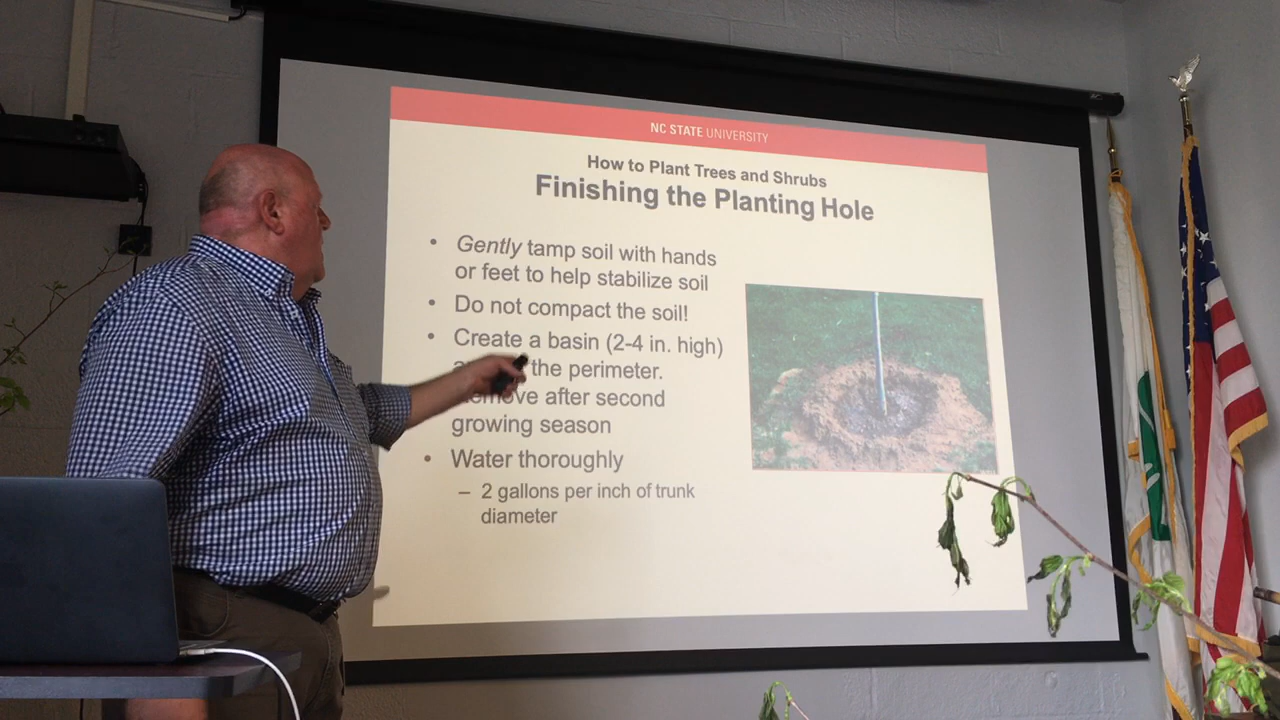 NC STATE UNIVERSITY
How to Plant Trees and Shrubs
Finishing the Planting Hole
• Gently tamp soil with hands
or feet to help stabilize soil
• Do not compact the soil!
• Create a basin (2-4 in. high)
the perimeter.
Remove after second
growing season
• Water thoroughly
– 2 gallons per inch of trunk
diameter